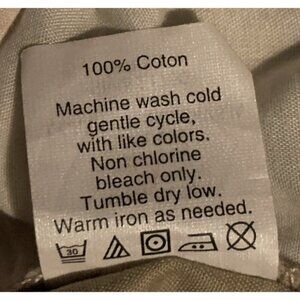 100% Coton
Machine wash cold
gentle cycle,
with like colors.
Non chlorine
bleach only.
Tumble dry low.
Warm iron as needed.
30